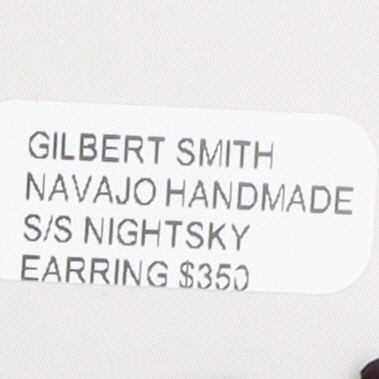 GILBERT SMITH
NAVAJO HANDMADE
S/S NIGHTSKY
EARRING $350